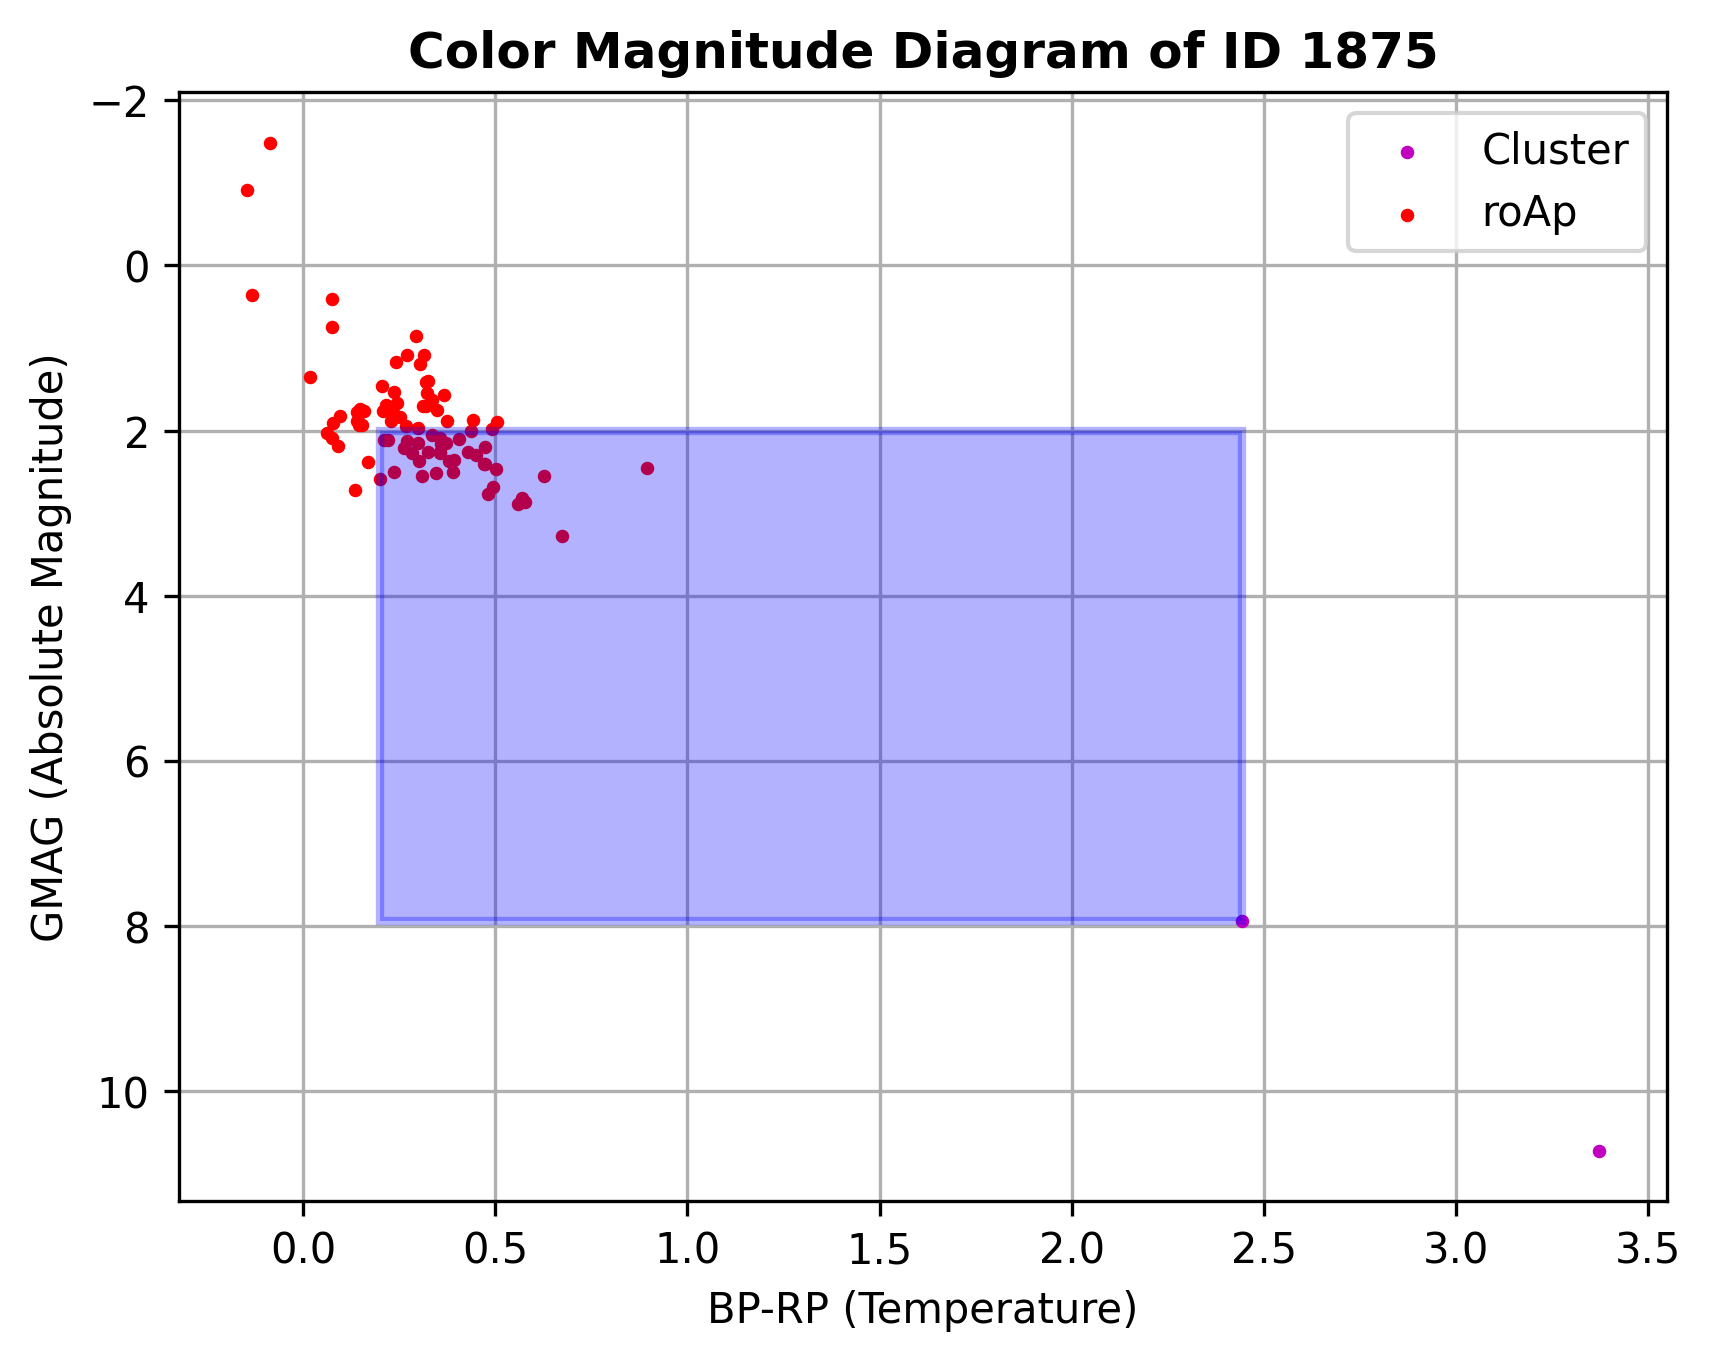 Color Magnitude Diagram of ID 1875
Cluster
roAp
GMAG (Absolute Magnitude)
−2
0
2
4
6
8
10
0.0 0.5 1.0 1.5 2.0 2.5 3.0 3.5
BP-RP (Temperature)